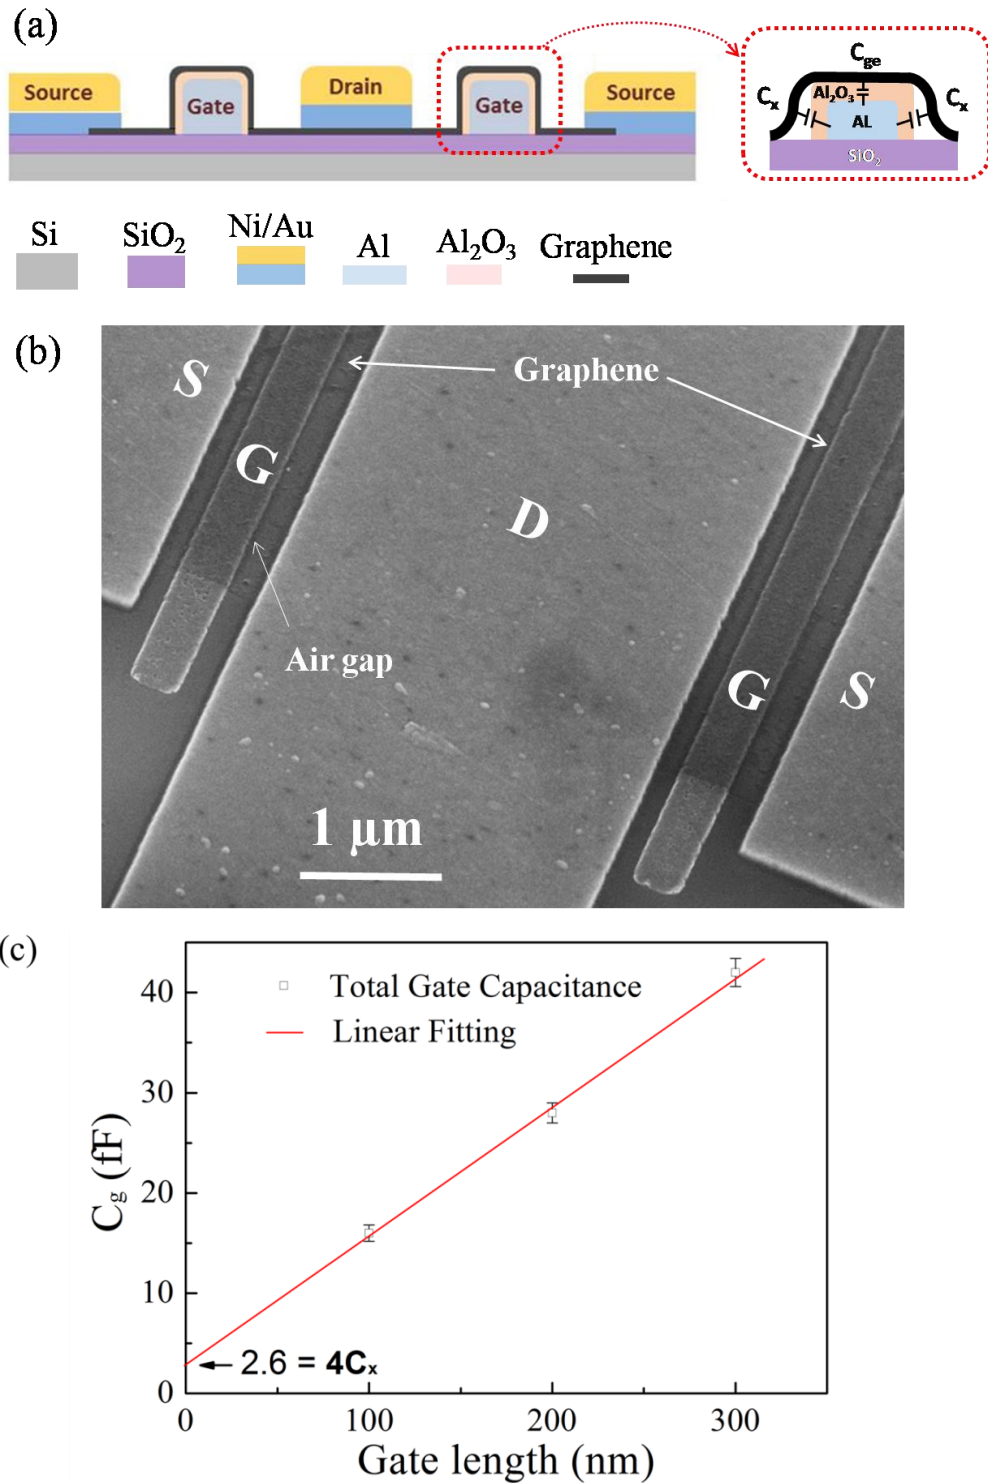 (a)
Source
Gate
Drain
Gate
Source
Cge
Cx
Al2O3
Cx
AL
SiO2
Si
SiO2
Ni/Au
Al
Al2O3
Graphene
(b)
S
Graphene
G
D
Air gap
G
S
1 μm
(c)
40
30
20
10
0
Cg (fF)
Total Gate Capacitance
Linear Fitting
2.6 = 4Cx
0
100
200
300
Gate length (nm)